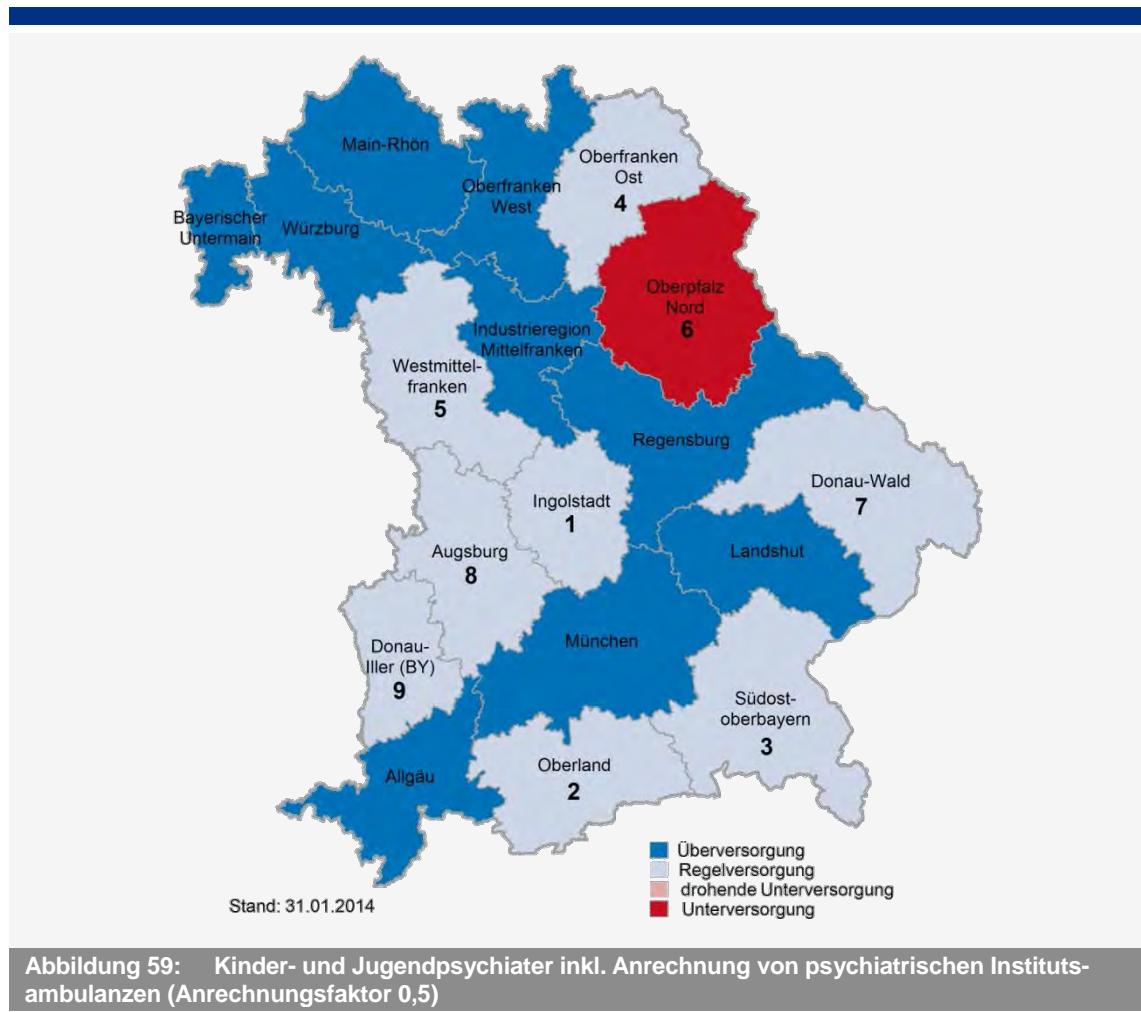 Main-Rhön
Oberfranken
Ost
4
Oberfranken
West
Bayerischer
Untermain
Würzburg
Oberpfalz
Nord
6
Industrieregion
Mittelfranken
Westmittel-
franken
5
Regensburg
Donau-Wald
7
Ingolstadt
1
Augsburg
8
Landshut
München
Donau-
Iller (BY)
9
Südost-
oberbayern
3
Allgäu
Oberland
2
Überversorgung
Regelversorgung
drohende Unterversorgung
Unterversorgung
Stand: 31.01.2014
Abbildung 59: Kinder- und Jugendpsychiater inkl. Anrechnung von psychiatrischen Instituts-
ambulanzen (Anrechnungsfaktor 0,5)